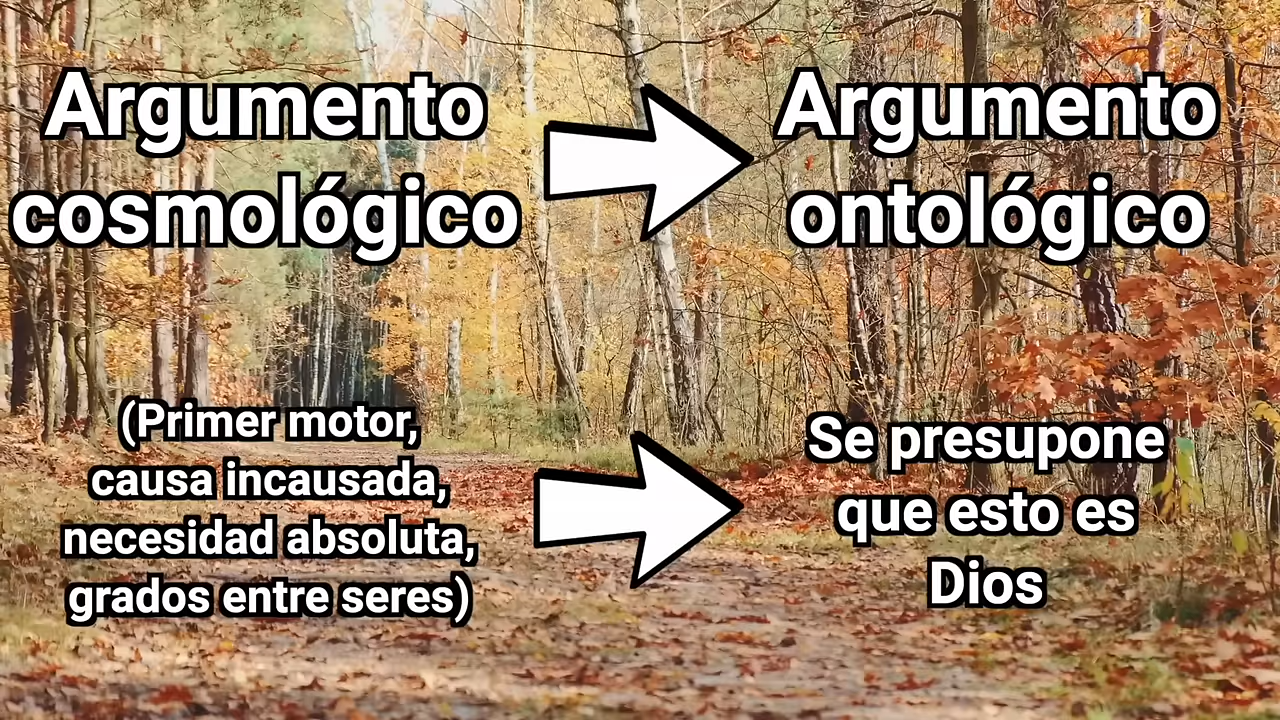 Argumento
cosmológico
Argumento
ontológico
(Primer motor,
causa incausada,
necesidad absoluta,
grados entre seres)
Se presupone
que esto es
Dios